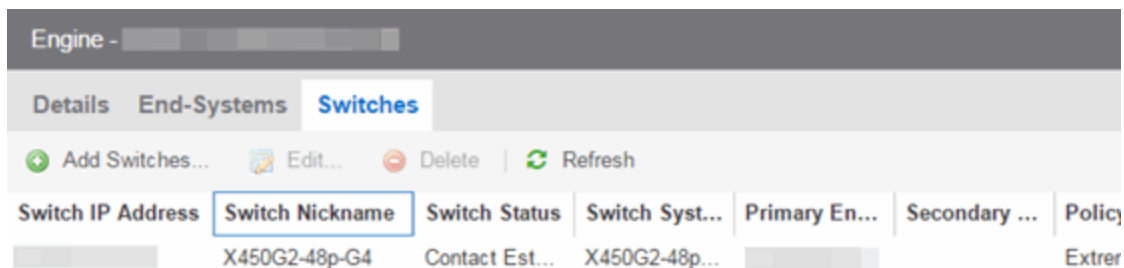 Engine -
Details End-Systems Switches
Add Switches... Edit... Delete Refresh
Switch IP Address Switch Nickname Switch Status Switch Syst... Primary En... Secondary ... Policy
X450G2-48p-G4 Contact Est... X450G2-48p... Extrem